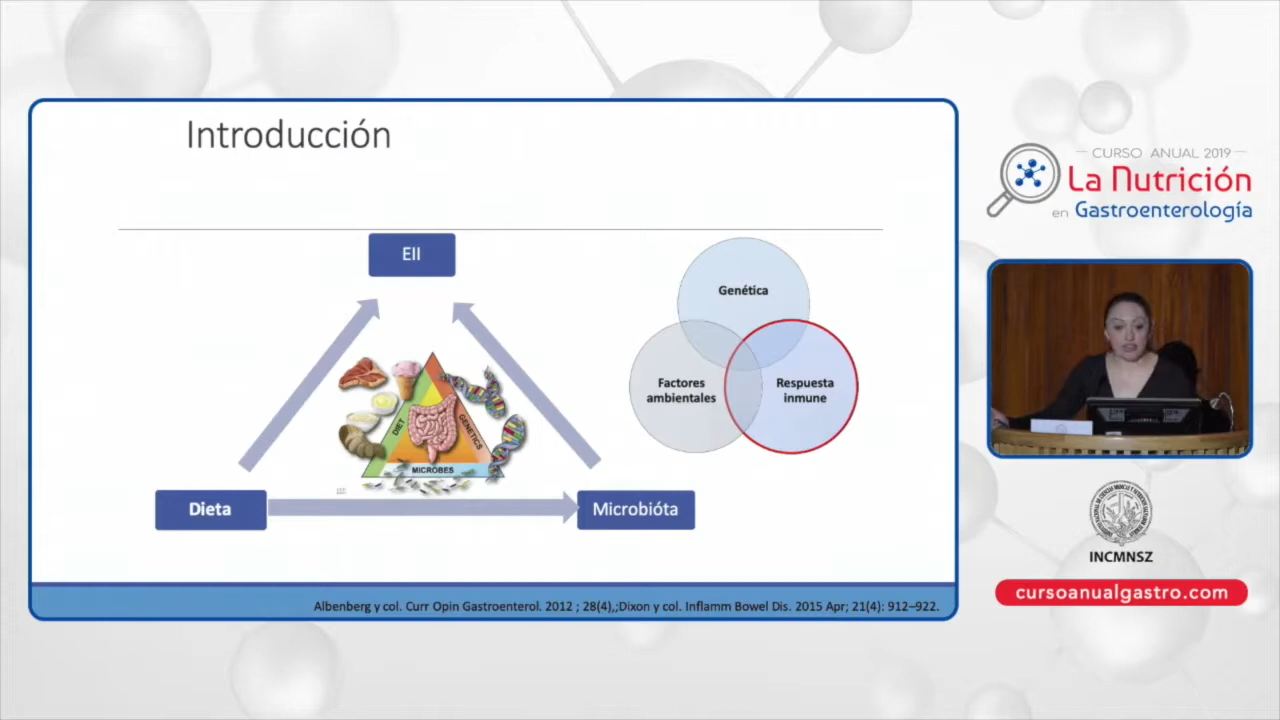 Introducción
EII
Dieta
Microbióta
DIET
GENETICS
MICROBES
Genética
Factores
ambientales
Respuesta
inmune
Albenberg y col. Curr Opin Gastroenterol. 2012 ; 28(4),;Dixon y col. Inflamm Bowel Dis. 2015 Apr; 21(4): 912–922.
CURSO ANUAL 2019
La Nutrición
en Gastroenterología
INCMNSZ
cursoanualgastro.com